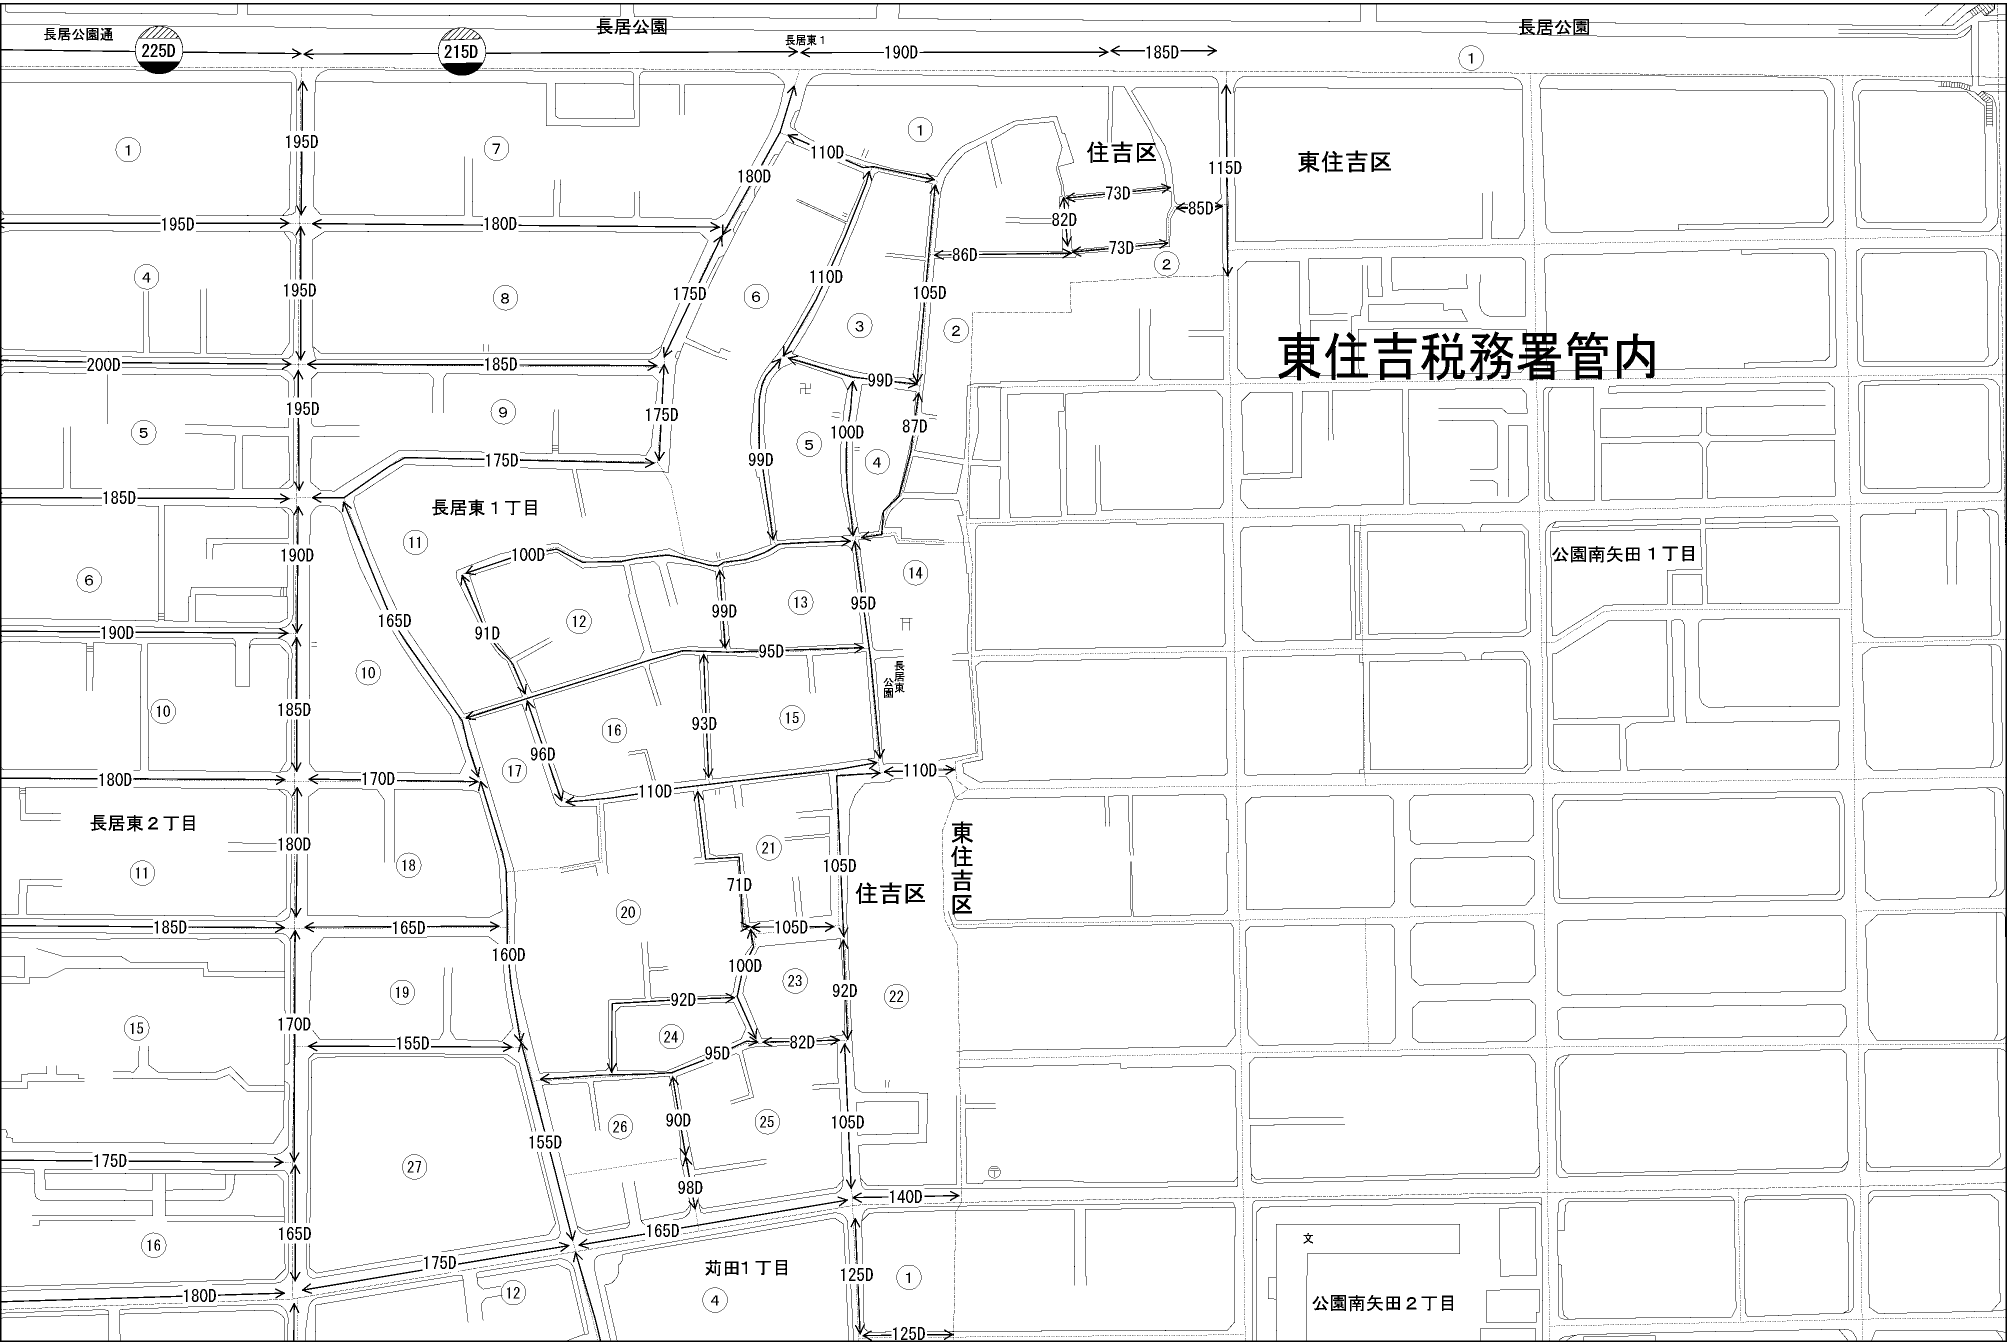 長居公園通
225D
215D
長居公園
長居東1
190D
185D
長居公園
1
1
195D
7
180D
110D
1
住吉区
115D
東住吉区
73D
82D
85D
195D
180D
86D
73D
2
4
195D
8
175D
6
110D
105D
3
2
東住吉税務署管内
200D
185D
99D
卍
195D
9
175D
87D
5
5
100D
4
175D
99D
185D
長居東1丁目
11
190D
100D
公園南矢田1丁目
6
14
99D
13
95D
165D
12
91D
190D
95D
長居東
公園
10
10
185D
93D
15
16
96D
17
180D
170D
110D
110D
長居東2丁目
180D
21
東住吉区
18
105D
11
71D
住吉区
20
185D
165D
105D
160D
100D
23
19
92D
92D
22
15
170D
24
155D
82D
95D
90D
25
105D
26
155D
175D
27
〒
98D
140D
165D
165D
16
文
175D
苅田1丁目
125D
1
180D
12
4
公園南矢田2丁目
125D